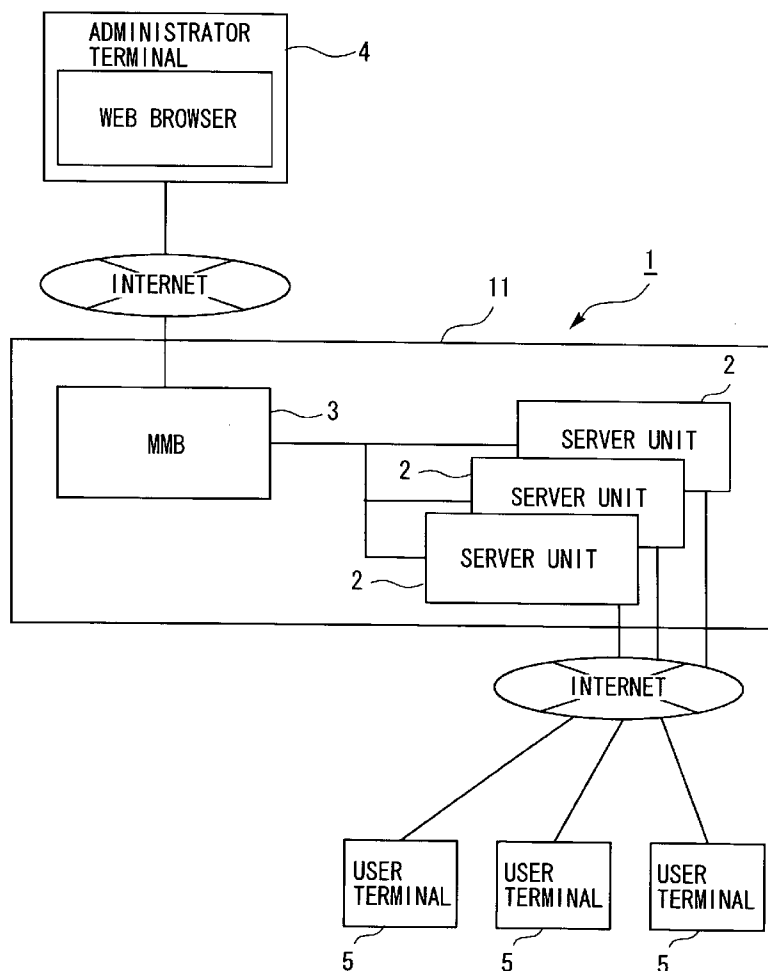 ADMINISTRATOR
TERMINAL
4
WEB BROWSER
INTERNET
1
11
2
3
SERVER UNIT
MMB
2
SERVER UNIT
SERVER UNIT
2
INTERNET
USER
TERMINAL
USER
TERMINAL
USER
TERMINAL
5
5
5